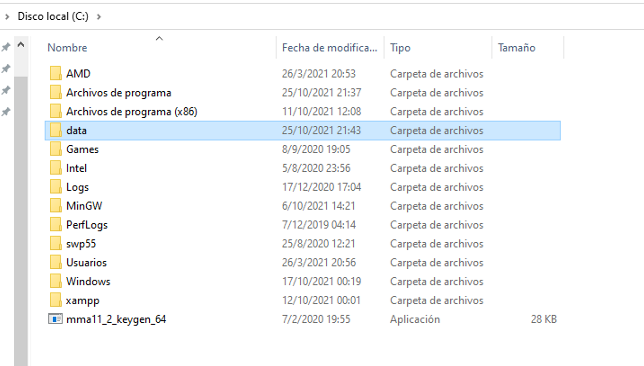 Disco local (C:)
Nombre Fecha de modifica... Tipo Tamaño
AMD 26/3/2021 20:53 Carpeta de archivos
Archivos de programa 25/10/2021 21:37 Carpeta de archivos
Archivos de programa (x86) 11/10/2021 12:08 Carpeta de archivos
data 25/10/2021 21:43 Carpeta de archivos
Games 8/9/2020 19:05 Carpeta de archivos
Intel 5/8/2020 23:56 Carpeta de archivos
Logs 17/12/2020 17:04 Carpeta de archivos
MinGW 6/10/2021 14:21 Carpeta de archivos
PerfLogs 7/12/2019 04:14 Carpeta de archivos
swp55 25/8/2020 12:21 Carpeta de archivos
Usuarios 26/3/2021 20:56 Carpeta de archivos
Windows 17/10/2021 00:19 Carpeta de archivos
xampp 12/10/2021 00:01 Carpeta de archivos
mma11_2_keygen_64 7/2/2020 19:55 Aplicación 28 KB